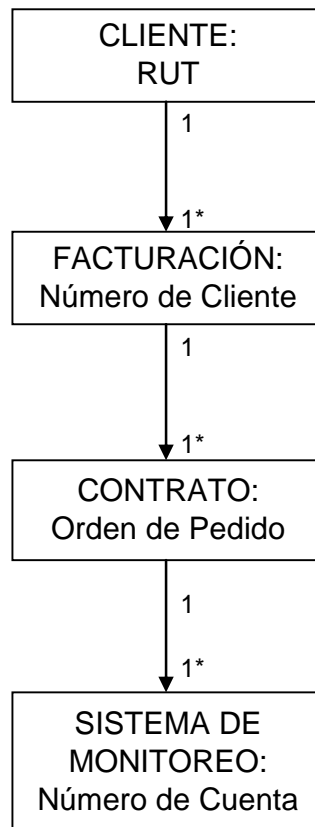 CLIENTE:
RUT
1
1*
FACTURACIÓN:
Número de Cliente
1
1*
CONTRATO:
Orden de Pedido
1
1*
SISTEMA DE
MONITOREO:
Número de Cuenta